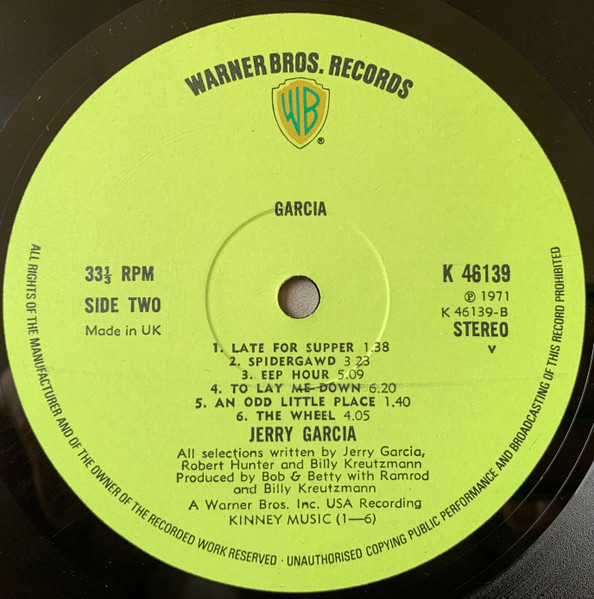 WARNER BROS. RECORDS
WB
®
GARCIA
33⅓ RPM
SIDE TWO
Made in UK
K 46139
℗ 1971
K 46139-B
STEREO
V
1. LATE FOR SUPPER 1.38
2. SPIDERGAWD 3 23
3. EEP HOUR 5.09
4. TO LAY ME DOWN 6.20
5. AN ODD LITTLE PLACE 1.40
6. THE WHEEL 4.05
JERRY GARCIA
All selections written by Jerry Garcia,
Robert Hunter and Billy Kreutzmann
Produced by Bob & Betty with Ramrod
and Billy Kreutzmann
A Warner Bros. Inc. USA Recording
KINNEY MUSIC (1—6)
ALL RIGHTS OF THE MANUFACTURER AND OF THE OWNER OF THE RECORDED WORK RESERVED · UNAUTHORISED COPYING PUBLIC PERFORMANCE AND BROADCASTING OF THIS RECORD PROHIBITED